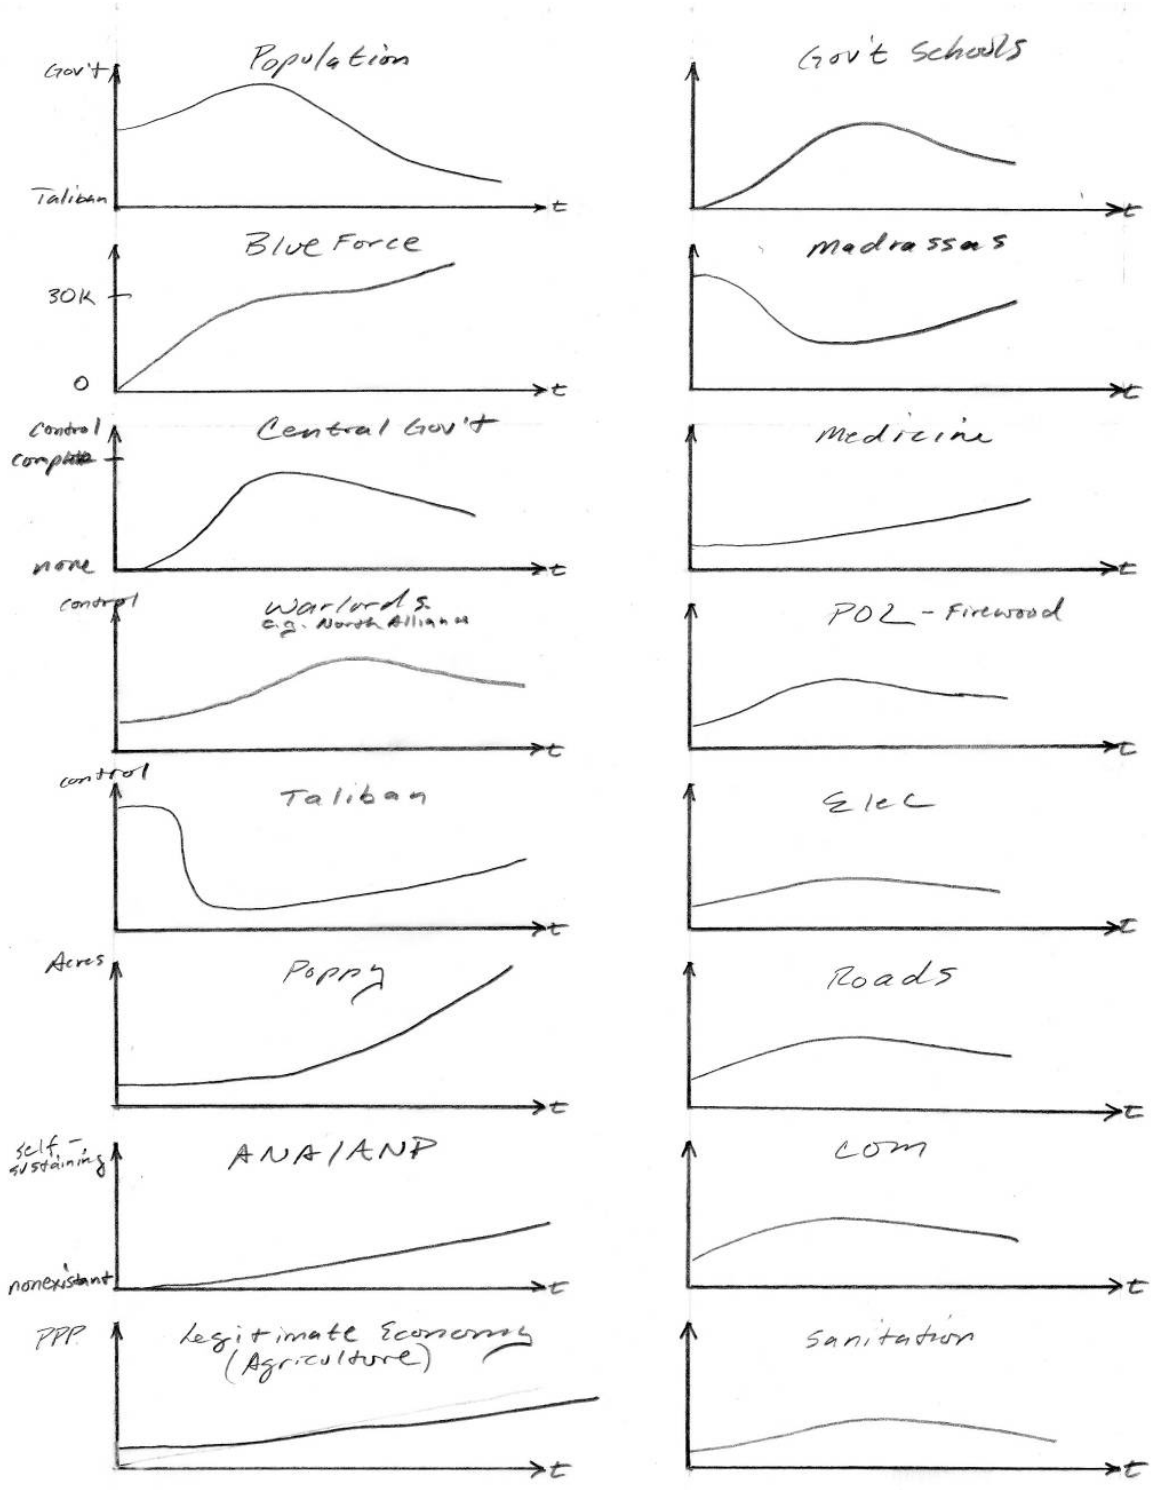 Population
Gov't
Taliban
t
Blue Force
30K
0
t
Central Gov't
Control
complete
none
t
Warlords
e.g. North Alliance
control
t
Taliban
control
t
Poppy
Acres
t
ANA/ANP
self-
sustaining
nonexistant
t
Legitimate Economy
(Agriculture)
PPP
t
Gov't Schools
t
Madrassas
t
Medicine
t
POL - Firewood
t
Elec
t
Roads
t
Com
t
Sanitation
t